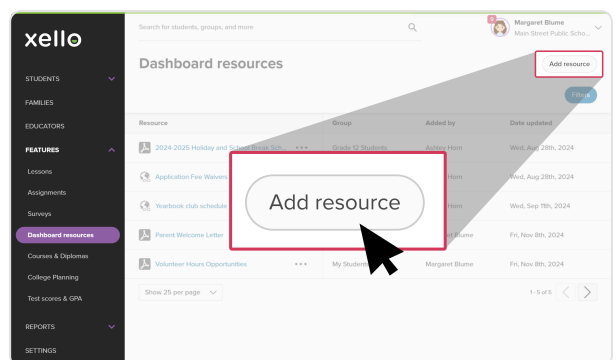 xello
Search for students, groups, and more
5
Margaret Blume
Main Street Public Scho...
STUDENTS
FAMILIES
EDUCATORS
FEATURES
Lessons
Assignments
Surveys
Dashboard resources
Courses & Diplomas
College Planning
Test scores & GPA
REPORTS
SETTINGS
Dashboard resources
Add resource
Filters
Resource Group Added by Date updated
2024-2025 Holiday and School Break Sch... ••• Grade 12 Students Ashley Horn Wed, Aug 28th, 2024
Application Fee Waivers Horn Wed, Aug 28th, 2024
Yearbook club schedule Horn Wed, Sep 11th, 2024
Parent Welcome Letter Blume Fri, Nov 8th, 2024
Volunteer Hours Opportunities ••• My Students Margaret Blume Fri, Nov 8th, 2024
Add resource
Show 25 per page
1 - 5 of 5